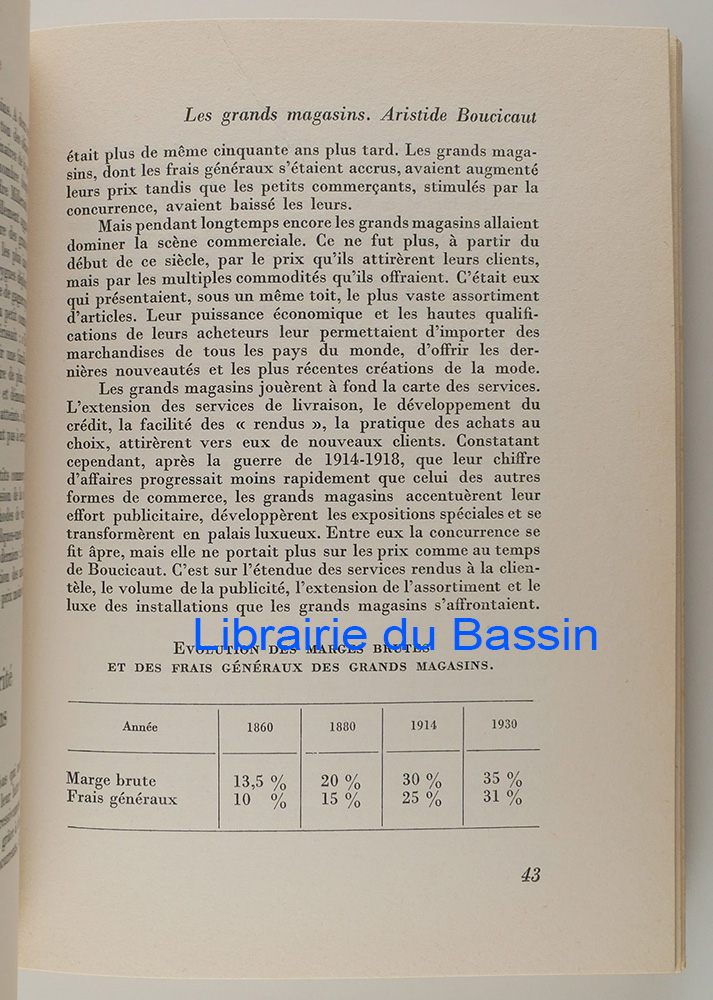 Les grands magasins. Aristide Boucicaut
était plus de même cinquante ans plus tard. Les grands maga-
sins, dont les frais généraux s'étaient accrus, avaient augmenté
leurs prix tandis que les petits commerçants, stimulés par la
concurrence, avaient baissé les leurs.
Mais pendant longtemps encore les grands magasins allaient
dominer la scène commerciale. Ce ne fut plus, à partir du
début de ce siècle, par le prix qu'ils attirèrent leurs clients,
mais par les multiples commodités qu'ils offraient. C'était eux
qui présentaient, sous un même toit, le plus vaste assortiment
d'articles. Leur puissance économique et les hautes qualifi-
cations de leurs acheteurs leur permettaient d'importer des
marchandises de tous les pays du monde, d'offrir les der-
nières nouveautés et les plus récentes créations de la mode.
Les grands magasins jouèrent à fond la carte des services.
L'extension des services de livraison, le développement du
crédit, la facilité des « rendus », la pratique des achats au
choix, attirèrent vers eux de nouveaux clients. Constatant
cependant, après la guerre de 1914-1918, que leur chiffre
d'affaires progressait moins rapidement que celui des autres
formes de commerce, les grands magasins accentuèrent leur
effort publicitaire, développèrent les expositions spéciales et se
transformèrent en palais luxueux. Entre eux la concurrence se
fit âpre, mais elle ne portait plus sur les prix comme au temps
de Boucicaut. C'est sur l'étendue des services rendus à la clien-
tèle, le volume de la publicité, l'extension de l'assortiment et le
luxe des installations que les grands magasins s'affrontaient.
Librairie du Bassin
EVOLUTION DES MARGES BRUTES
ET DES FRAIS GÉNÉRAUX DES GRANDS MAGASINS.
Année 1860 1880 1914 1930
Marge brute 13,5 % 20 % 30 % 35 %
Frais généraux 10 % 15 % 25 % 31 %
43